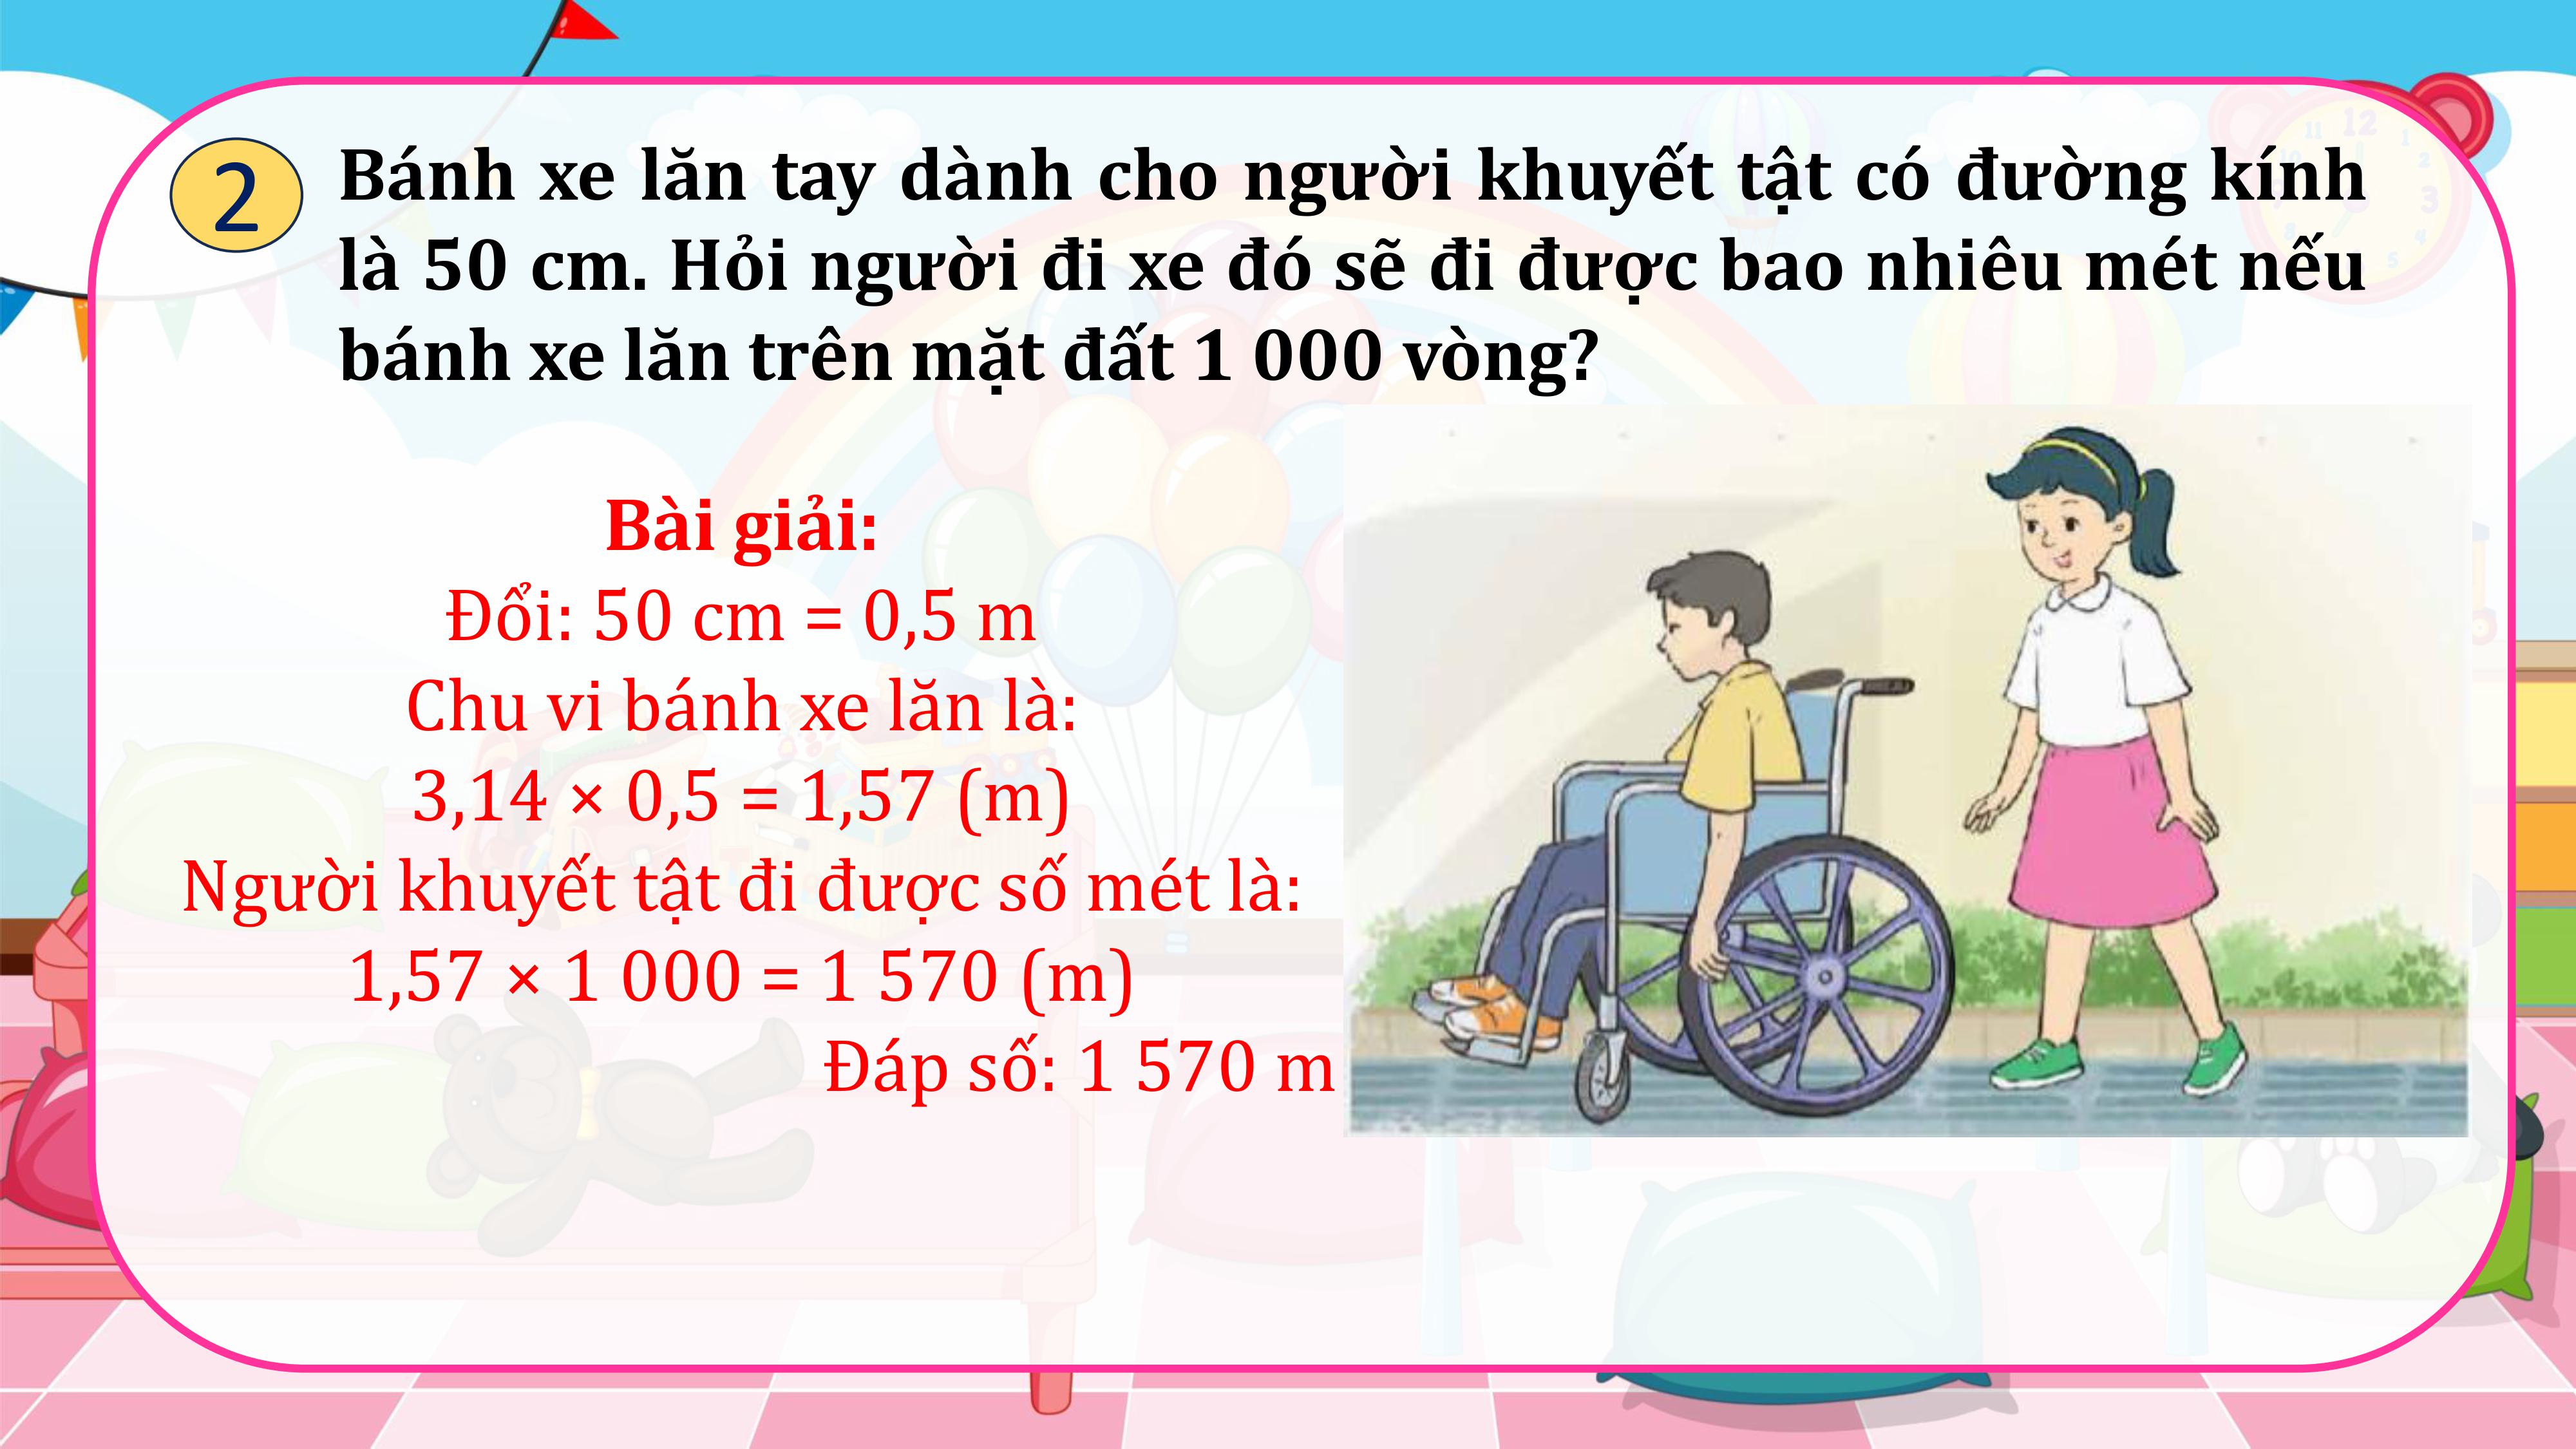 2
Bánh xe lăn tay dành cho người khuyết tật có đường kính
là 50 cm. Hỏi người đi xe đó sẽ đi được bao nhiêu mét nếu
bánh xe lăn trên mặt đất 1 000 vòng?
Bài giải:
Đổi: 50 cm = 0,5 m
Chu vi bánh xe lăn là:
3,14 × 0,5 = 1,57 (m)
Người khuyết tật đi được số mét là:
1,57 × 1 000 = 1 570 (m)
Đáp số: 1 570 m